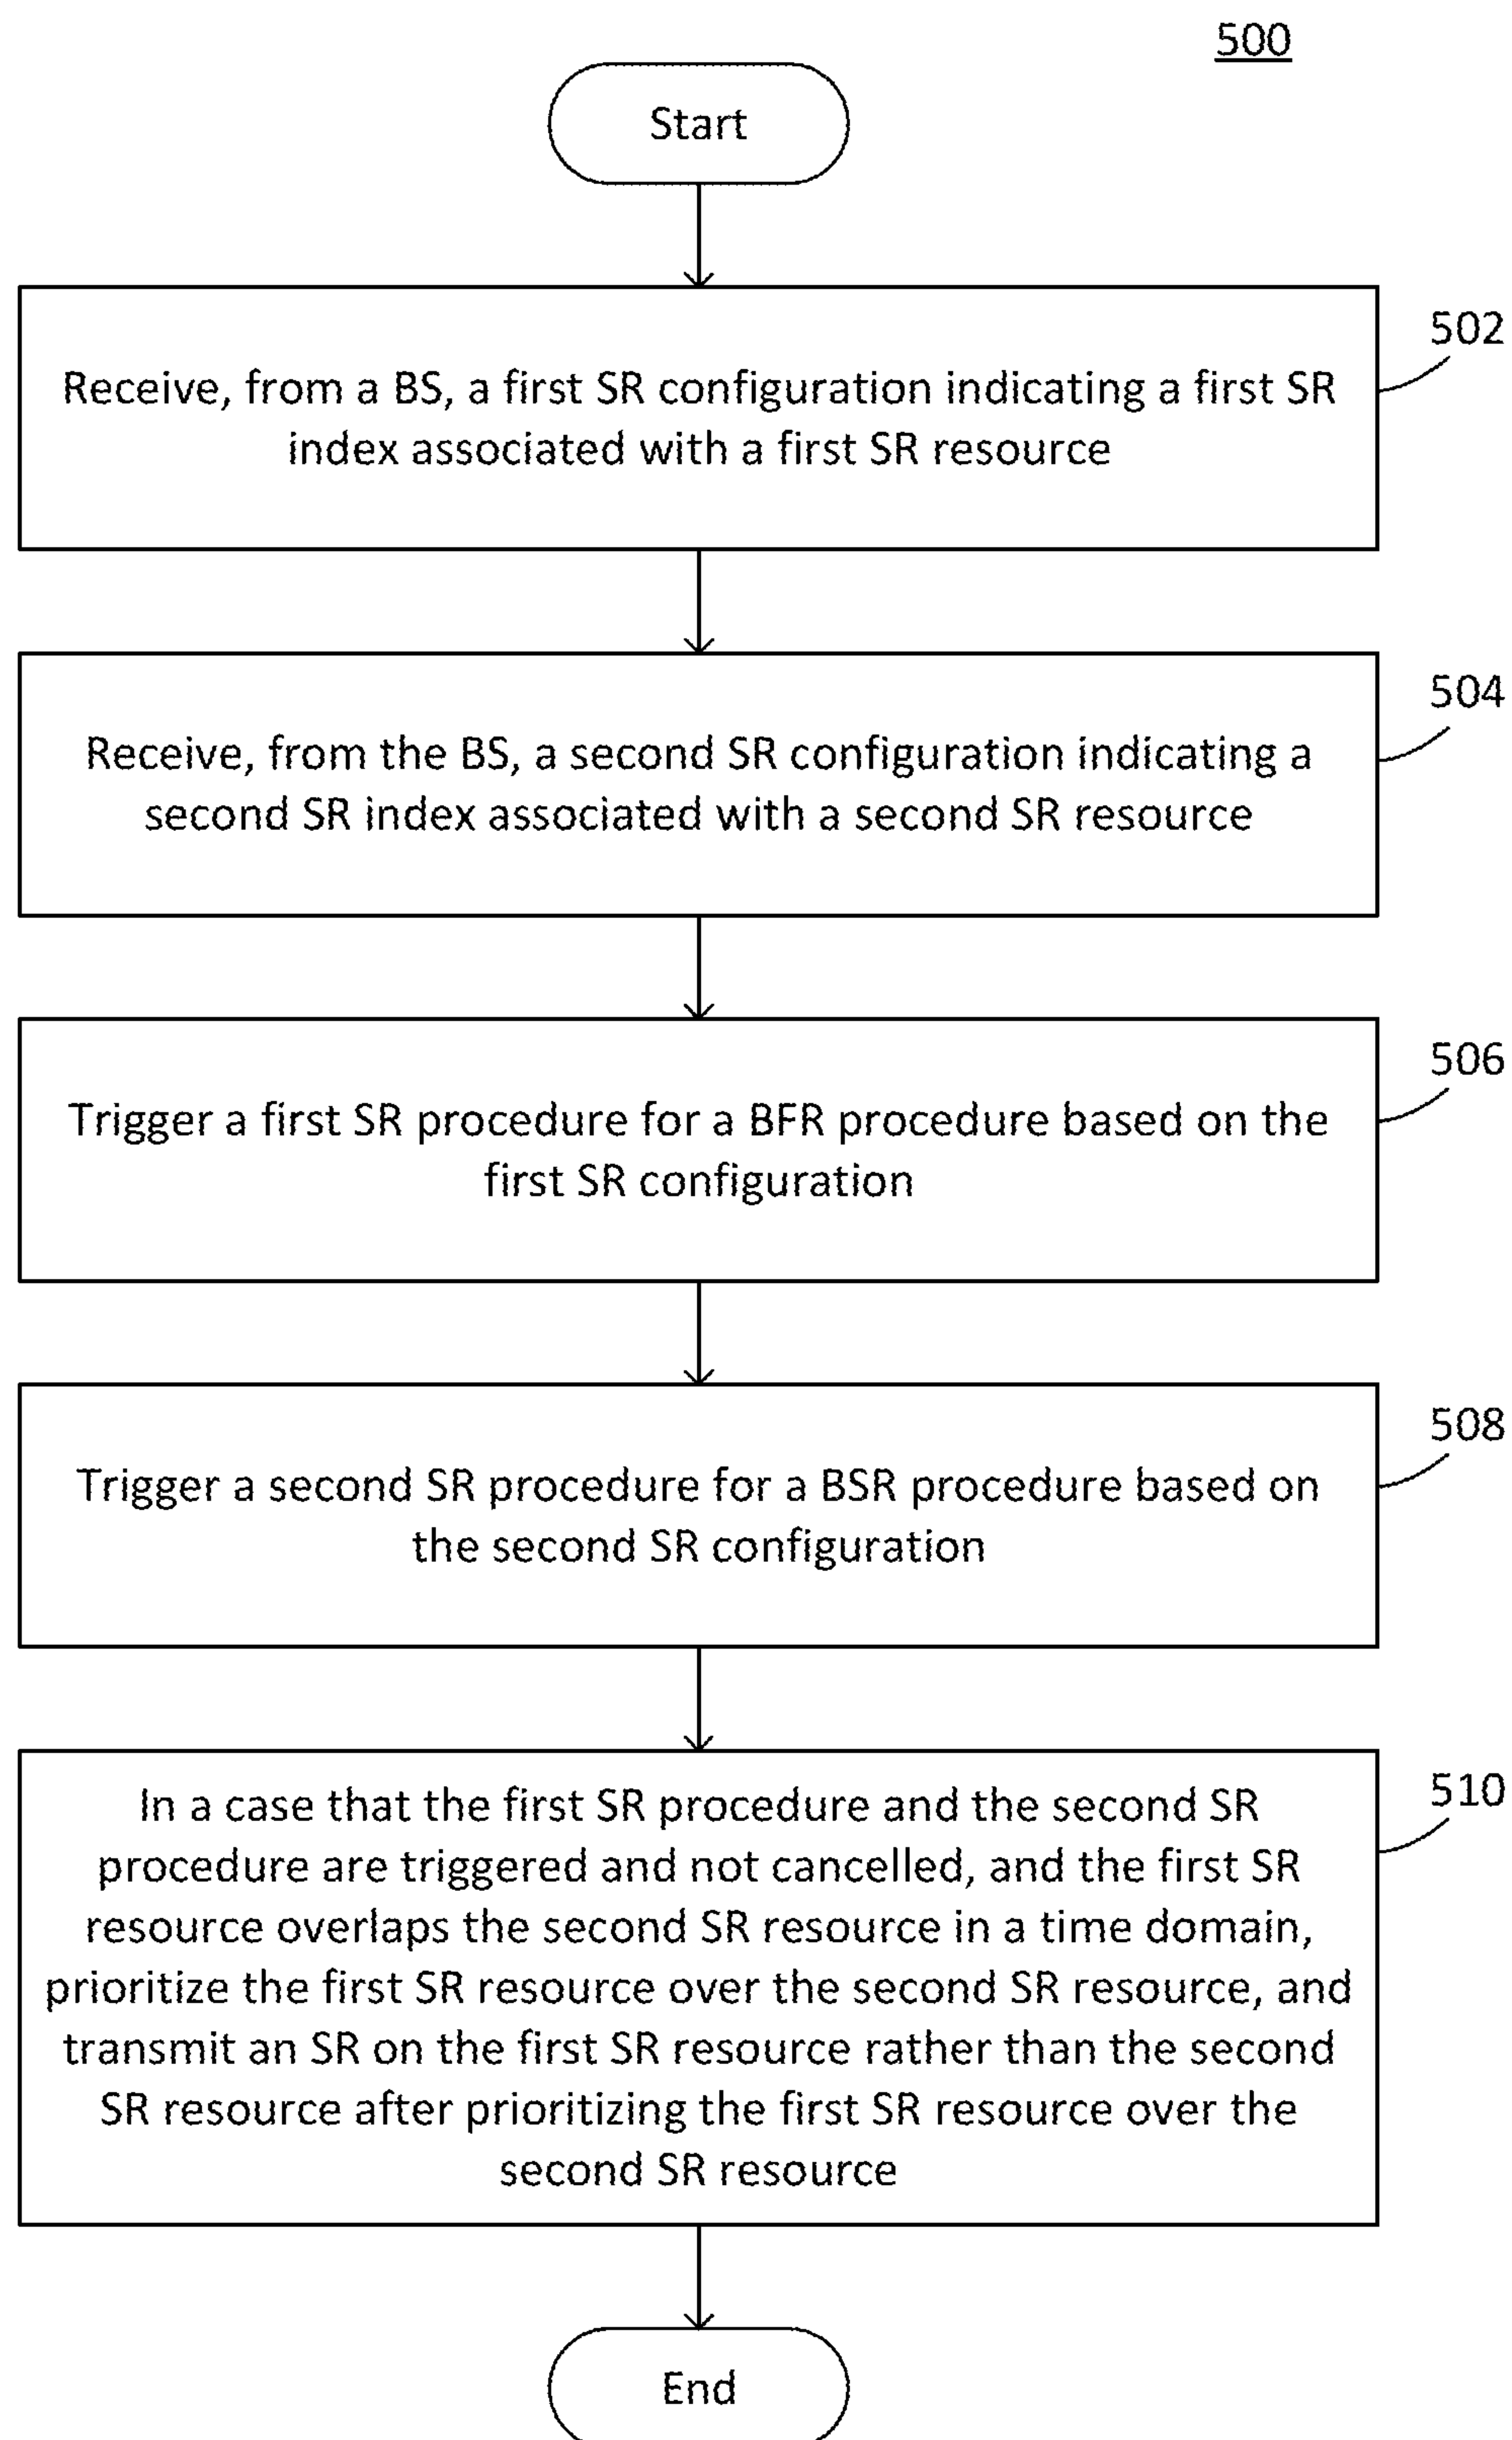 500
Start
502
Receive, from a BS, a first SR configuration indicating a first SR
index associated with a first SR resource
504
Receive, from the BS, a second SR configuration indicating a
second SR index associated with a second SR resource
506
Trigger a first SR procedure for a BFR procedure based on the
first SR configuration
508
Trigger a second SR procedure for a BSR procedure based on
the second SR configuration
510
In a case that the first SR procedure and the second SR
procedure are triggered and not cancelled, and the first SR
resource overlaps the second SR resource in a time domain,
prioritize the first SR resource over the second SR resource, and
transmit an SR on the first SR resource rather than the second
SR resource after prioritizing the first SR resource over the
second SR resource
End